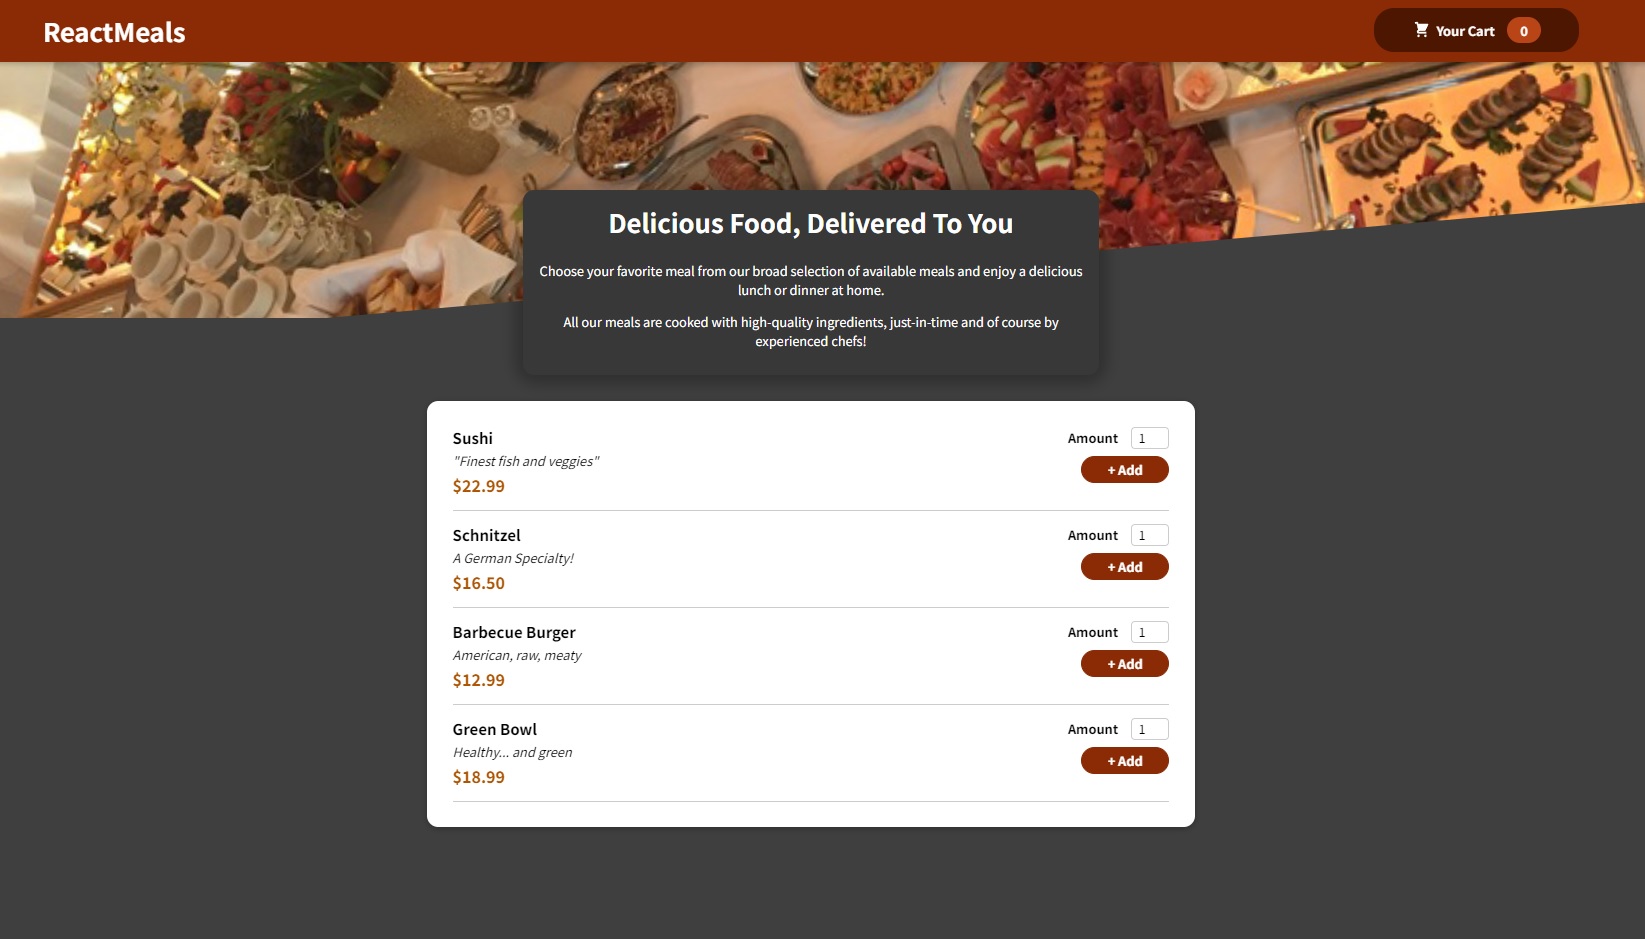 ReactMeals
Your Cart 0
Delicious Food, Delivered To You
Choose your favorite meal from our broad selection of available meals and enjoy a delicious
lunch or dinner at home.
All our meals are cooked with high-quality ingredients, just-in-time and of course by
experienced chefs!
Sushi
"Finest fish and veggies"
$22.99
Amount 1
+ Add
Schnitzel
A German Specialty!
$16.50
Amount 1
+ Add
Barbecue Burger
American, raw, meaty
$12.99
Amount 1
+ Add
Green Bowl
Healthy... and green
$18.99
Amount 1
+ Add